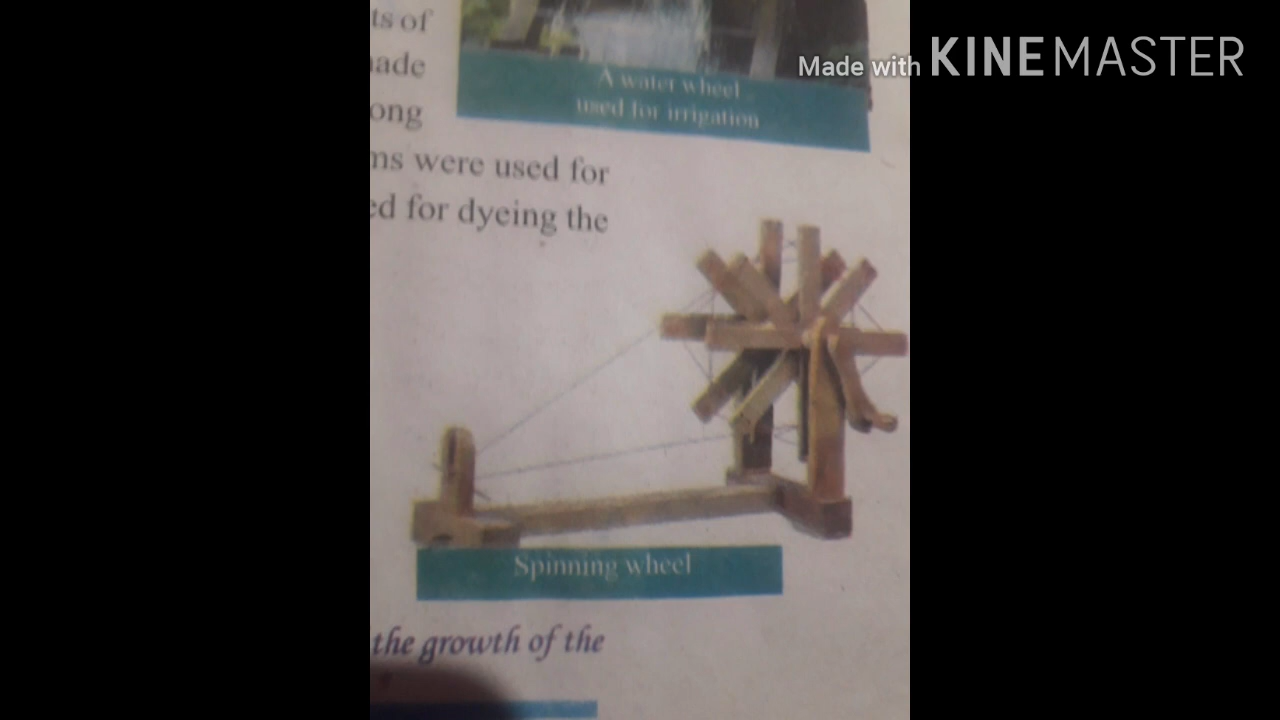 ts of
ade
ong
ms were used for
ed for dyeing the
A water wheel
used for irrigation
Made with KINEMASTER
Spinning wheel
the growth of the